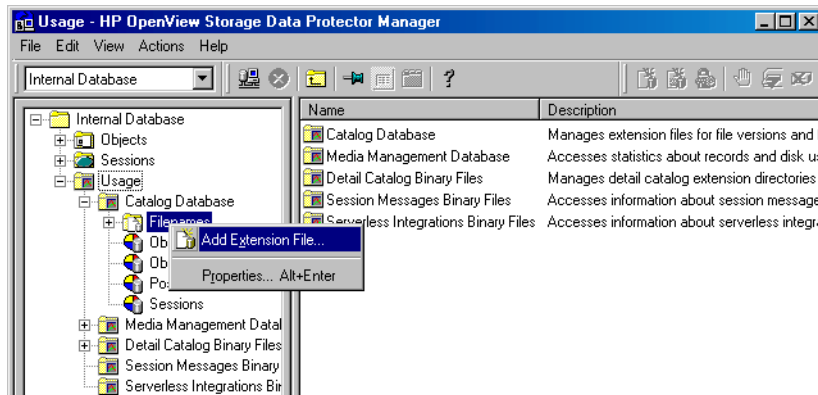 Usage - HP OpenView Storage Data Protector Manager
File Edit View Actions Help
Internal Database
Internal Database
Objects
Sessions
Usage
Catalog Database
Filenames
Ob
Ob
Po
Sessions
Media Management Datal
Detail Catalog Binary Files
Session Messages Binary
Serverless Integrations Bir
Add Extension File...
Properties... Alt+Enter
Name Description
Catalog Database Manages extension files for file versions and
Media Management Database Accesses statistics about records and disk u
Detail Catalog Binary Files Manages detail catalog extension directories
Session Messages Binary Files Accesses information about session message
Serverless Integrations Binary Files Accesses information about serverless integr